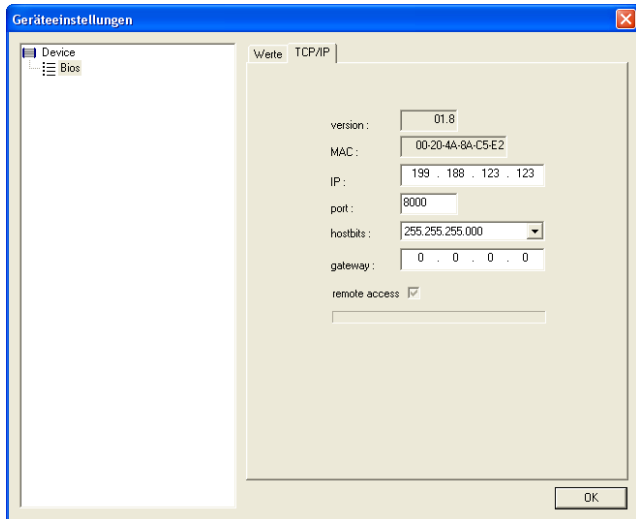 Geräteeinstellungen
Device
Bios
Werte TCP/IP
version : 01.8
MAC : 00-20-4A-8A-C5-E2
IP : 199 . 188 . 123 . 123
port : 8000
hostbits : 255.255.255.000
gateway : 0 . 0 . 0 . 0
remote access
OK